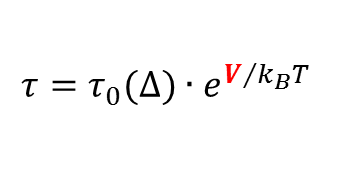 τ = τ₀(Δ) · e^{V/k_BT}